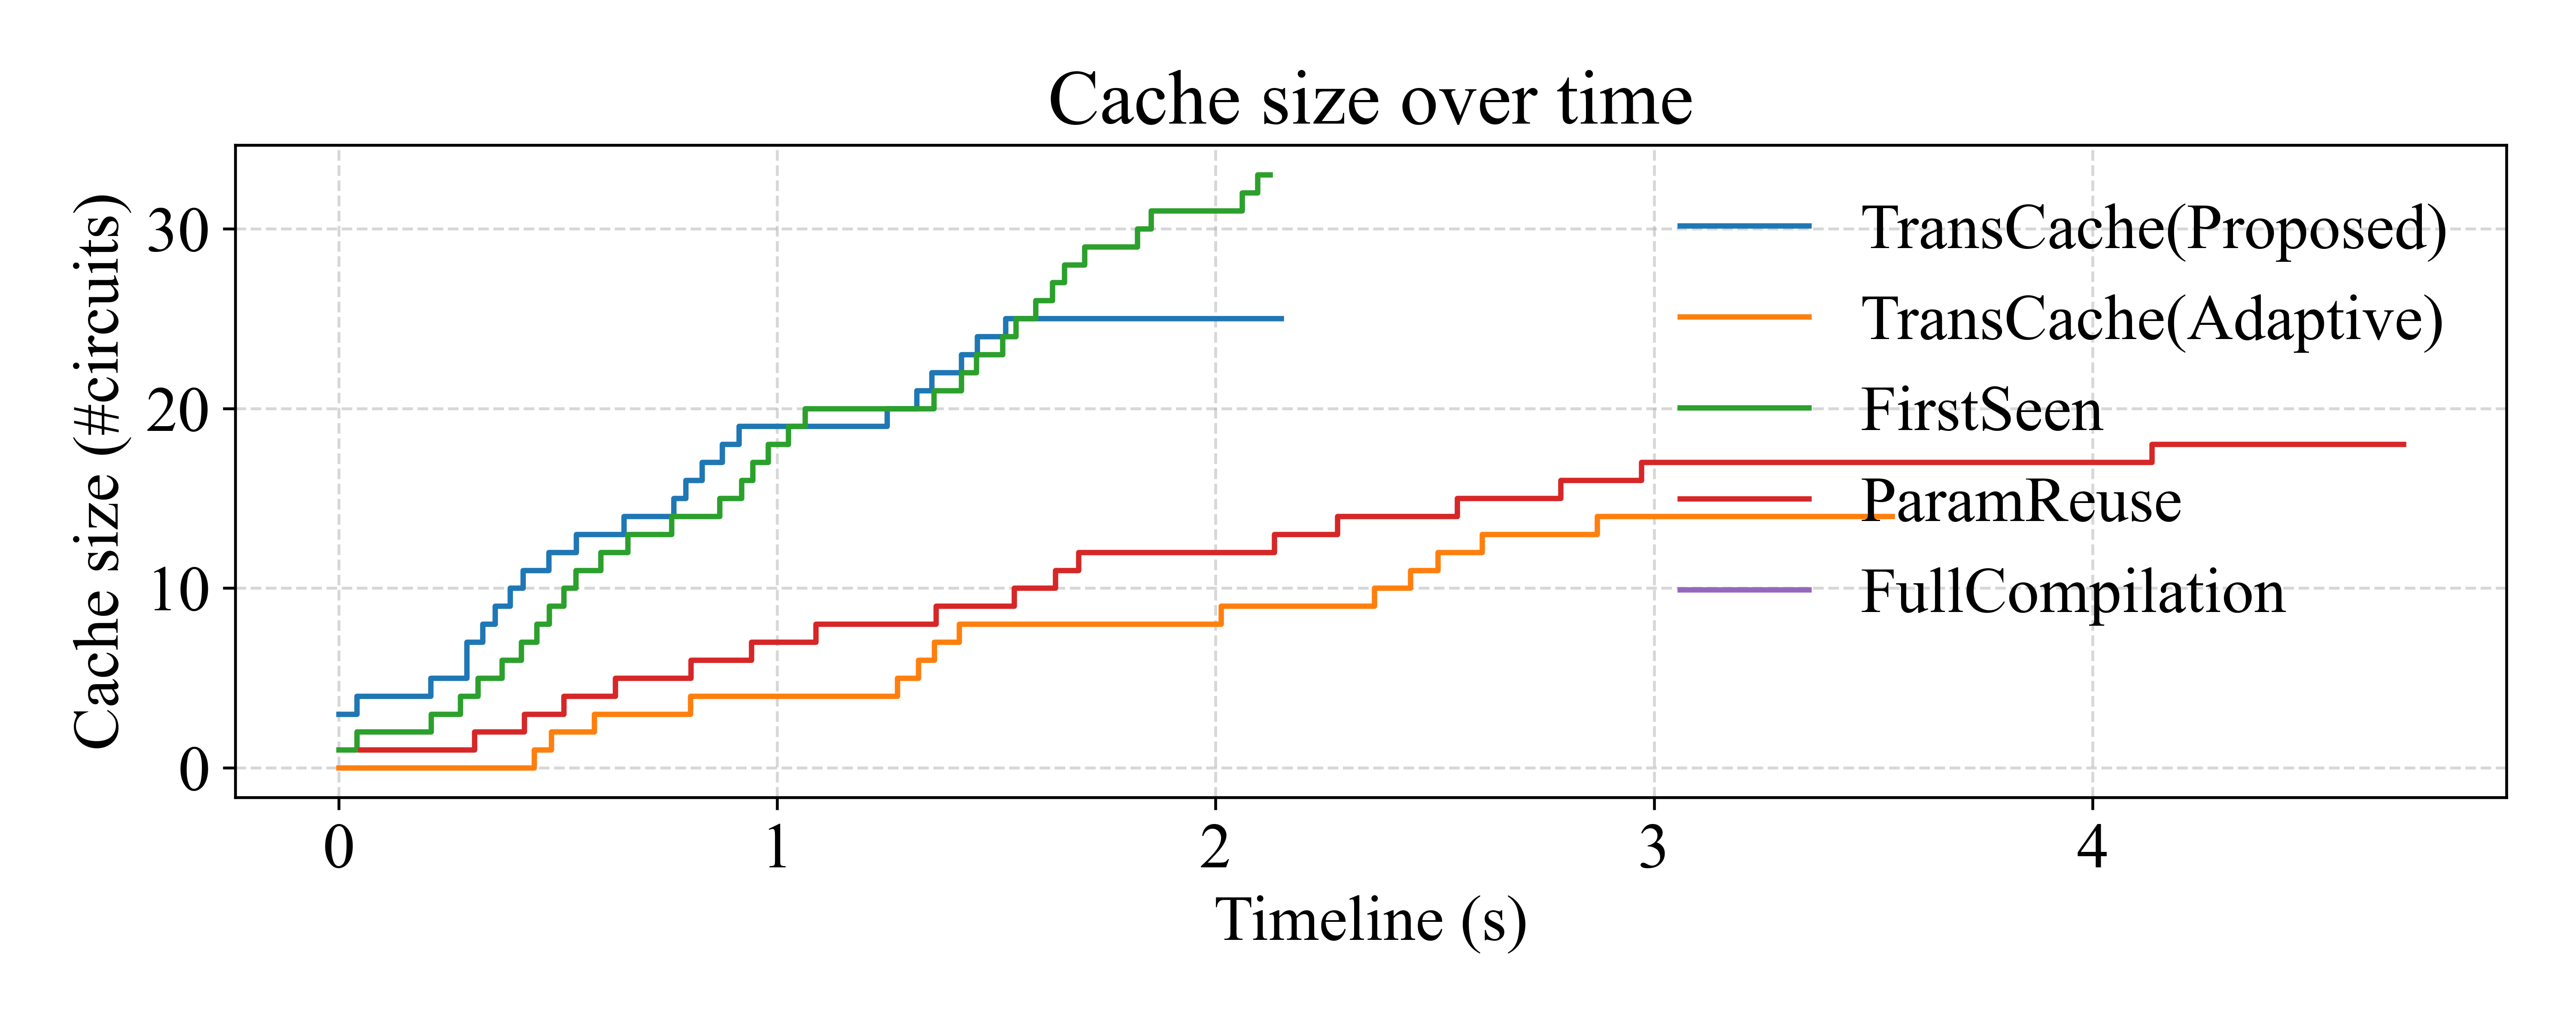 Cache size over time
Cache size (#circuits)
30
20
10
0
TransCache(Proposed)
TransCache(Adaptive)
FirstSeen
ParamReuse
FullCompilation
0 1 2 3 4
Timeline (s)